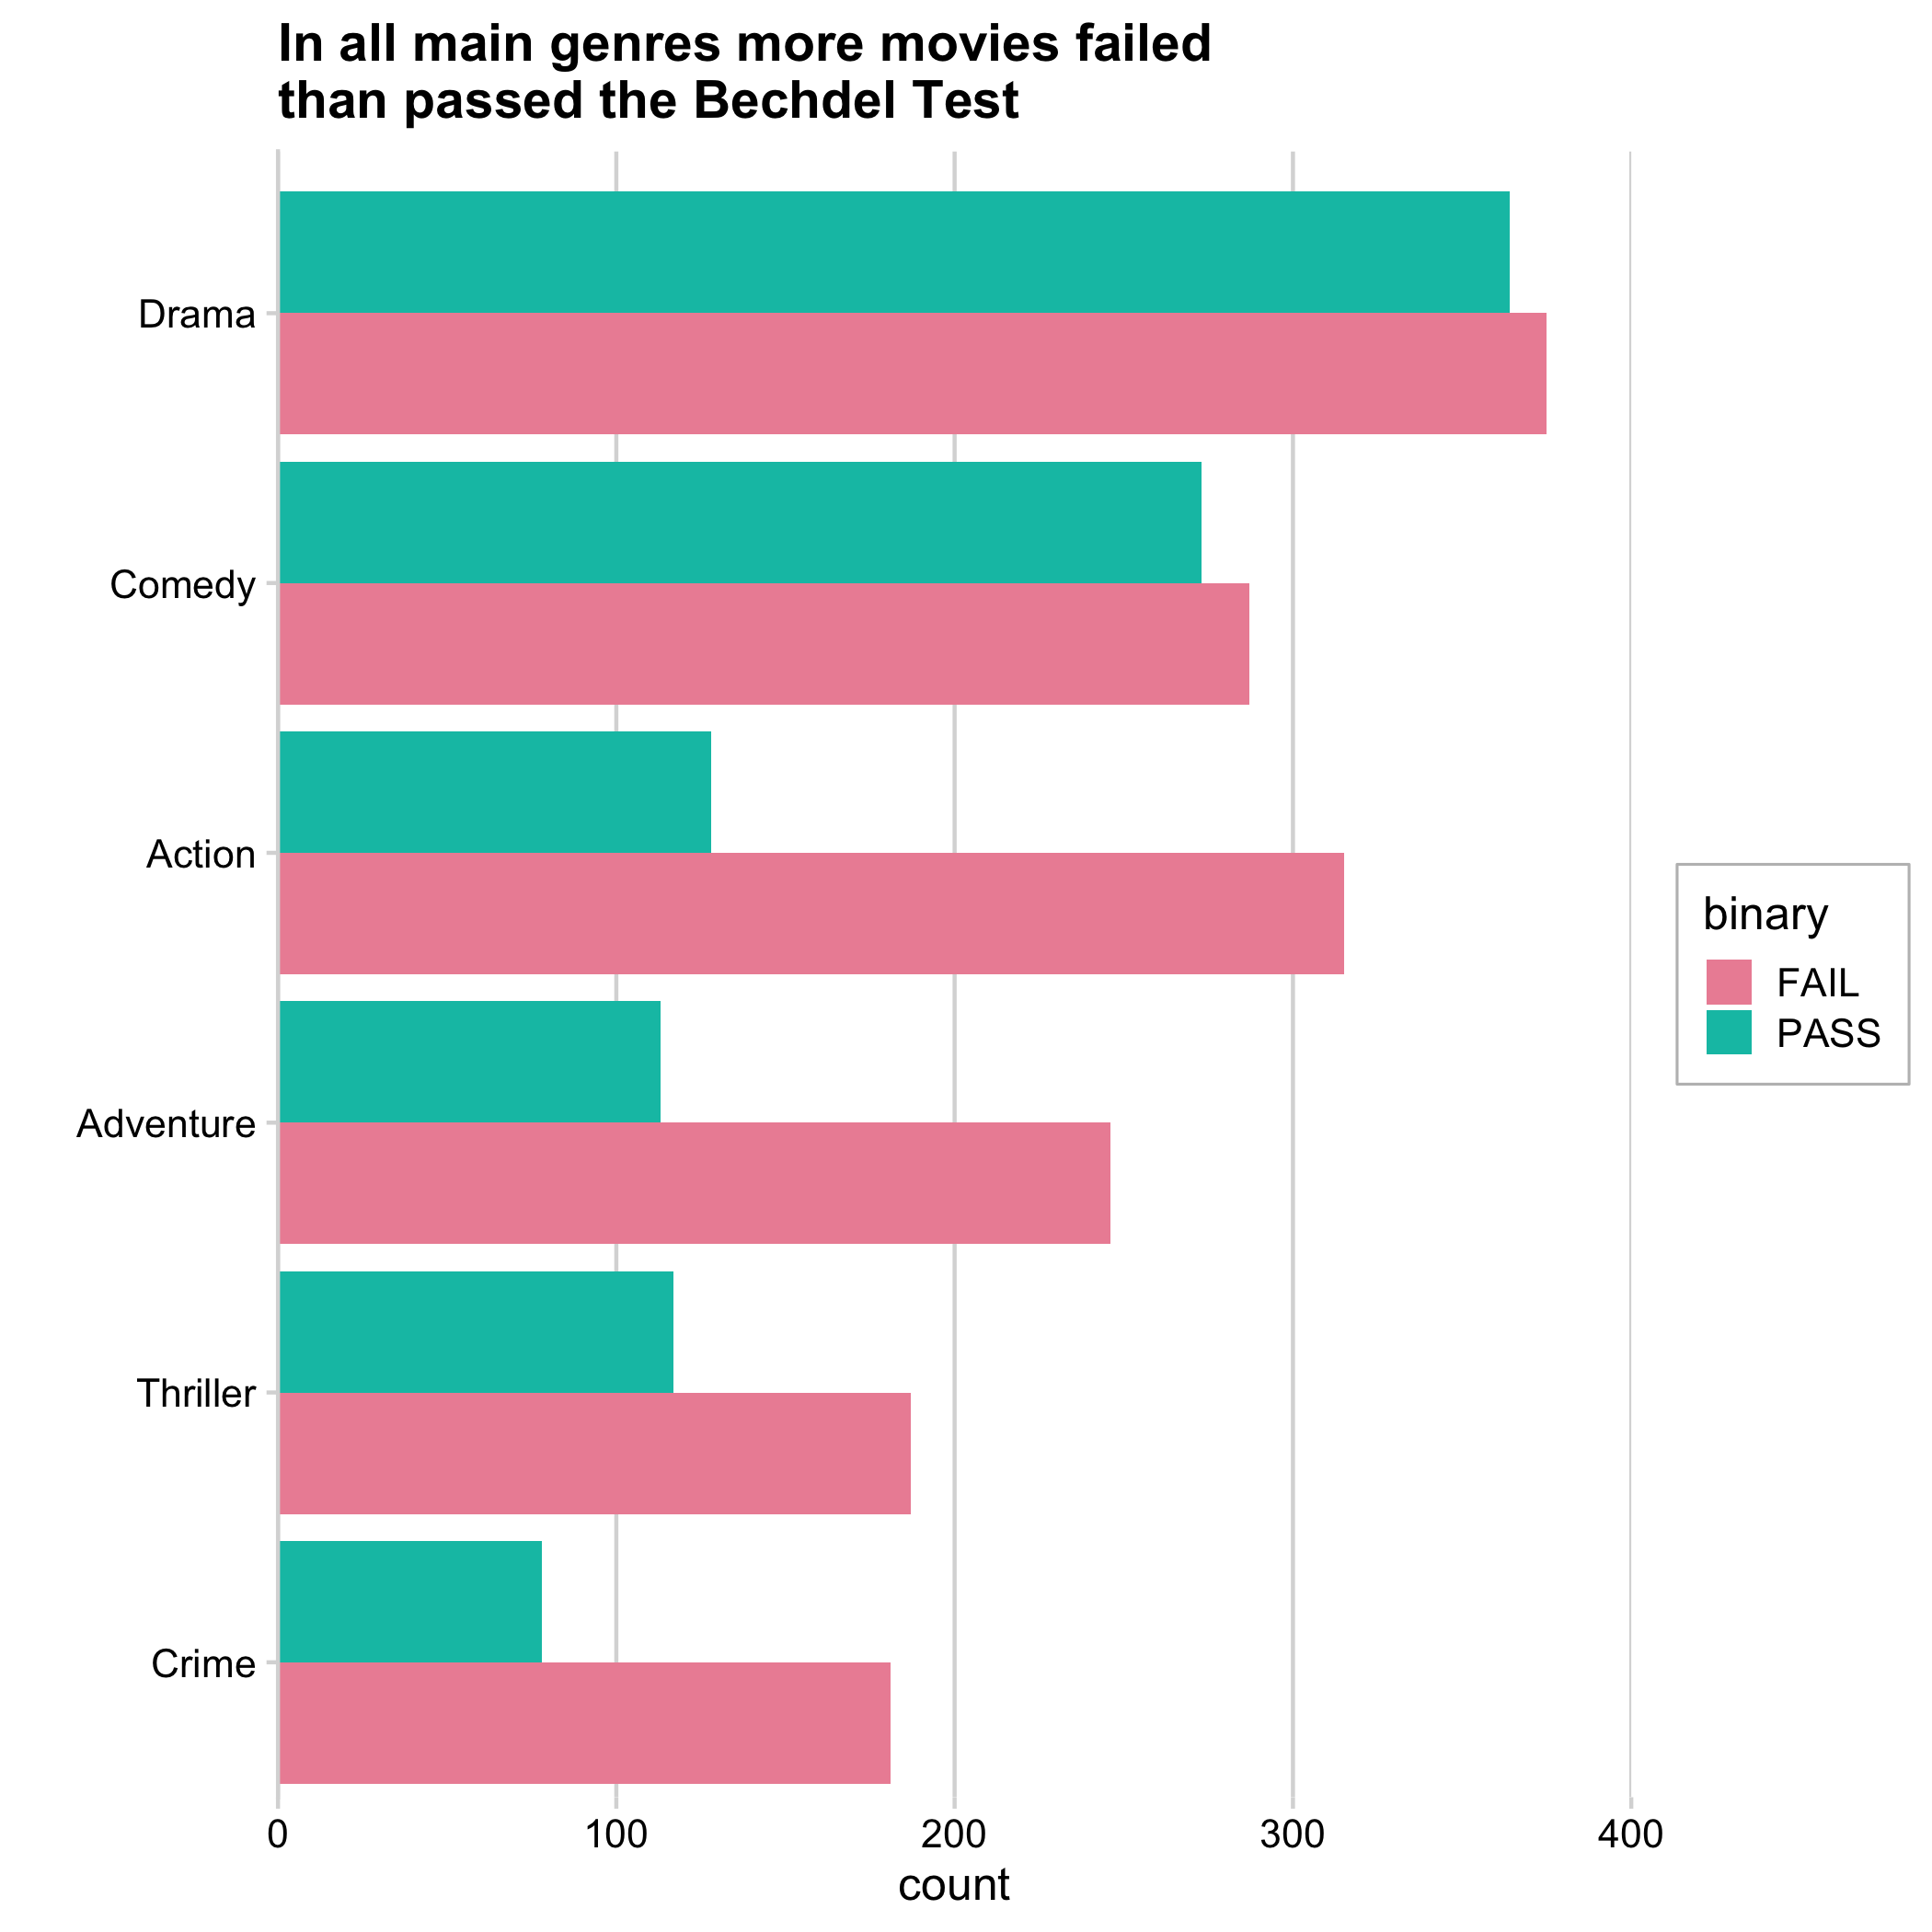 In all main genres more movies failed
than passed the Bechdel Test
Drama
Comedy
Action
Adventure
Thriller
Crime
0 100 200 300 400
count
binary
FAIL
PASS